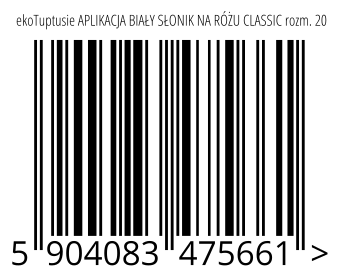 ekoTuptusie APLIKACJA BIAŁY SŁONIK NA RÓŻU CLASSIC rozm. 20
5 904083 475661 >